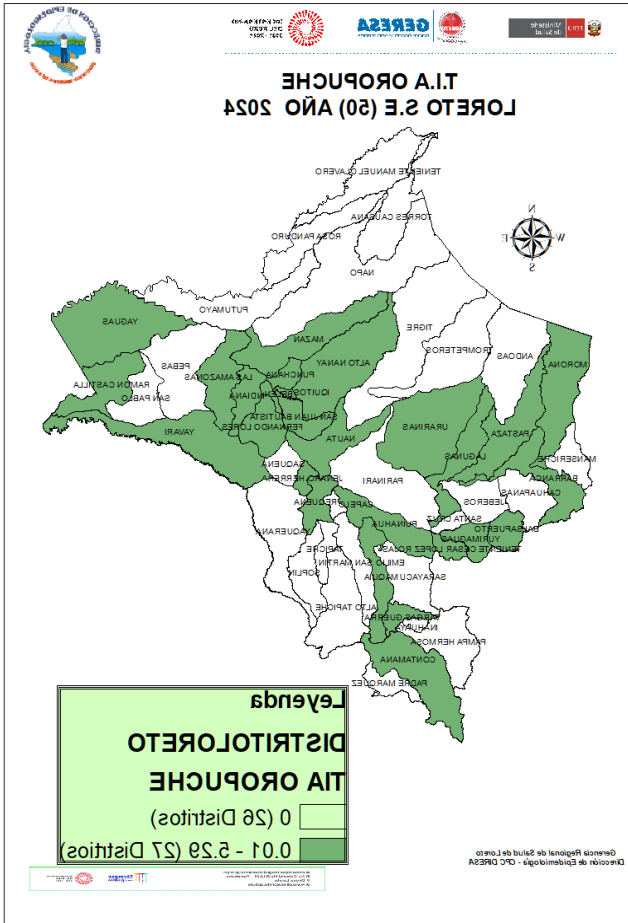 PERÚ Ministerio de Salud
GERESA
T.I.A OROPUCHE
LORETO S.E (50) AÑO 2024
N
W E
S
TENIENTE MANUEL CLAVERO
TORRES CAUSANA
ROSA PANDURO
NAPO
PUTUMAYO
TIGRE
TROMPETEROS
ANDOAS
MORONA
YAGUAS
MAZAN
ALTO NANAY
PUNCHANA
PEBAS
LAS AMAZONAS
RAMON CASTILLA
SAN PABLO
INDIANA
BELEN
IQUITOS
SAN JUAN BAUTISTA
FERNANDO LORES
YAVARI
NAUTA
URARINAS
PASTAZA
LAGUNAS
MANSERICHE
BARRANCA
CAHUAPANAS
SAQUENA
JENARO HERRERA
PARINARI
JEBEROS
REQUENA
CAPELO
SANTA CRUZ
BALSAPUERTO
YAQUERANA
PUINAHUA
YURIMAGUAS
TENIENTE CESAR LOPEZ ROJAS
TAPICHE
EMILIO SAN MARTIN
SOPLIN
MAQUIA
SARAYACU
ALTO TAPICHE
VARGAS GUERRA
INAHUAYA
PAMPA HERMOSA
CONTAMANA
PADRE MARQUEZ
Leyenda
DISTRITOLORETO
TIA OROPUCHE
0 (26 Distritos)
0.01 - 5.29 (27 Distritos)
Gerencia Regional de Salud de Loreto
Dirección de Epidemiología - CPC DIRESA